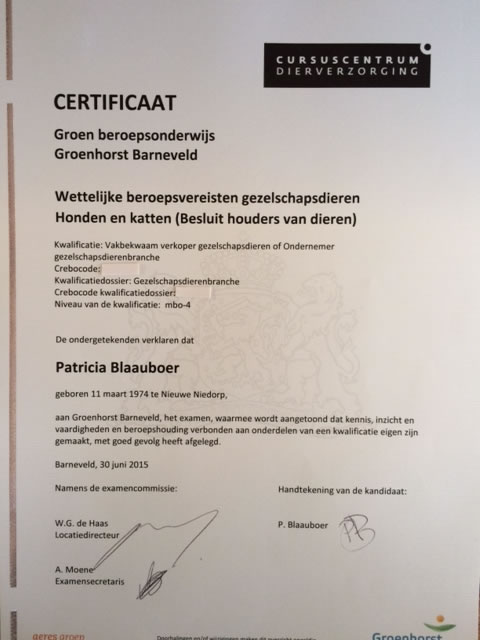 CURSUSCENTRUM
DIERVERZORGING
CERTIFICAAT
Groen beroepsonderwijs
Groenhorst Barneveld
Wettelijke beroepsvereisten gezelschapsdieren
Honden en katten (Besluit houders van dieren)
Kwalificatie: Vakbekwaam verkoper gezelschapsdieren of Ondernemer
gezelschapsdierenbranche
Crebocode:
Kwalificatiedossier: Gezelschapsdierenbranche
Crebocode kwalificatiedossier:
Niveau van de kwalificatie: mbo-4
De ondergetekenden verklaren dat
Patricia Blaauboer
geboren 11 maart 1974 te Nieuwe Niedorp,
aan Groenhorst Barneveld, het examen, waarmee wordt aangetoond dat kennis, inzicht en
vaardigheden en beroepshouding verbonden aan onderdelen van een kwalificatie eigen zijn
gemaakt, met goed gevolg heeft afgelegd.
Barneveld, 30 juni 2015
Namens de examencommissie:
Handtekening van de kandidaat:
W.G. de Haas
Locatiedirecteur
P. Blaauboer
PB
A. Moene
Examensecretaris
aeres groep
Groenhorst